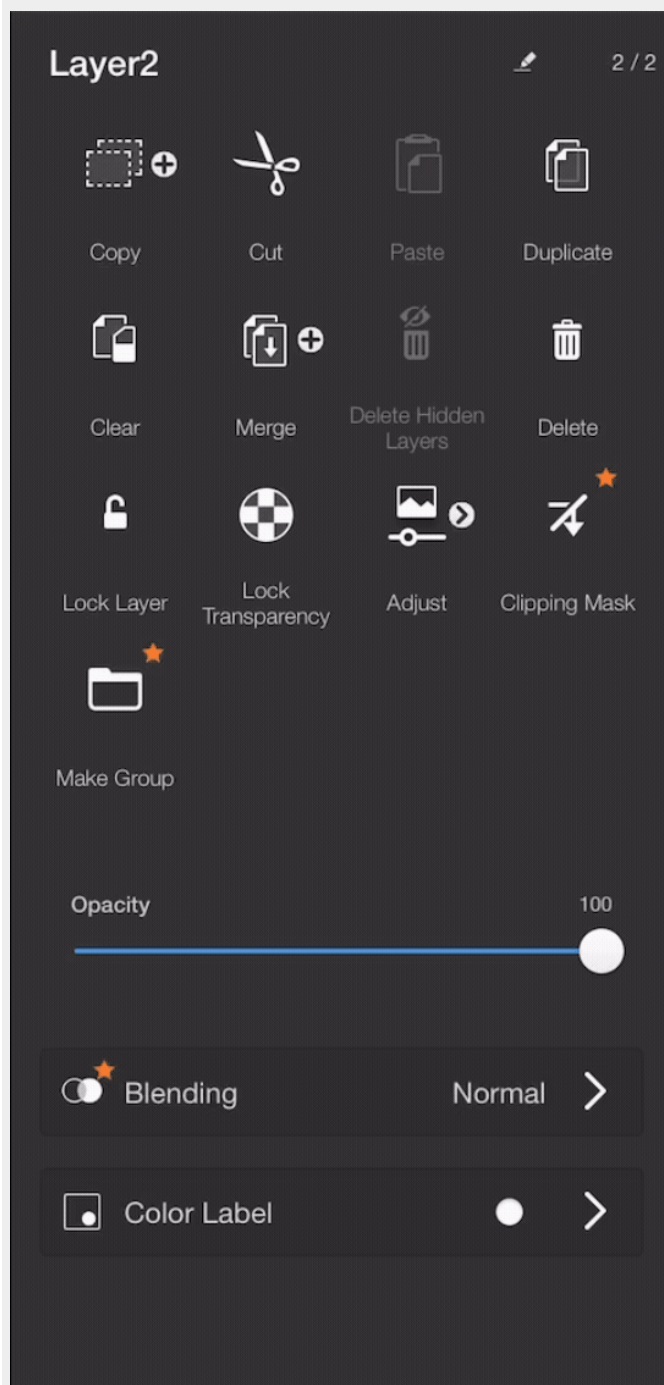 Layer2 2 / 2
Copy Cut Paste Duplicate
Clear Merge Delete Hidden Layers Delete
Lock Layer Lock Transparency Adjust Clipping Mask
Make Group
Opacity 100
Blending Normal
Color Label